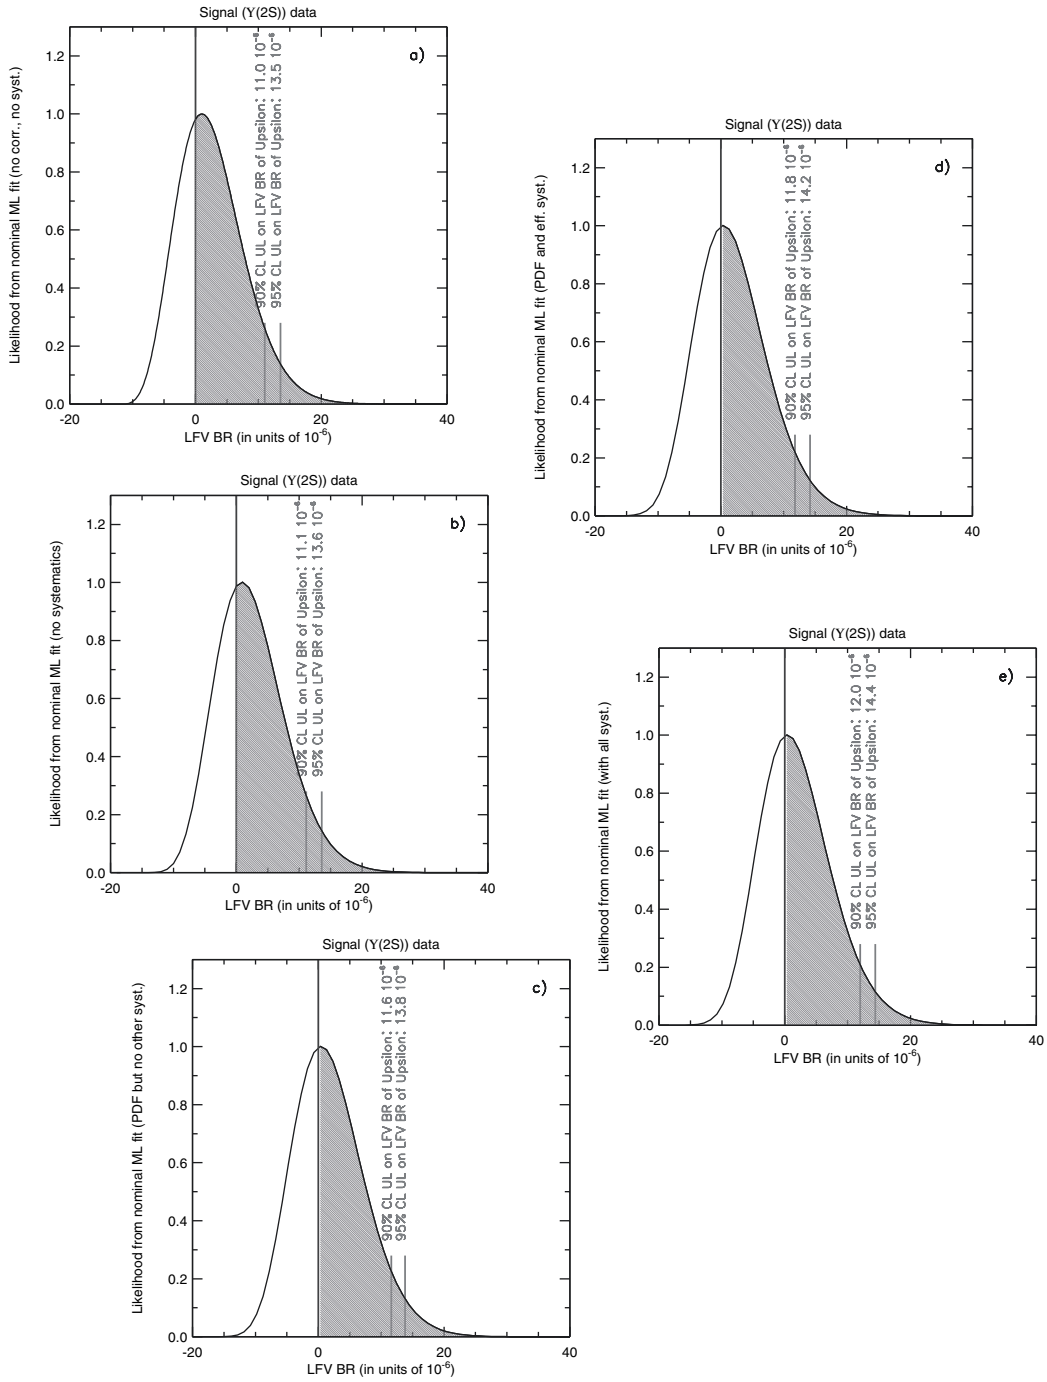 Signal (ϒ(2S)) data
a)
Likelihood from nominal ML fit (no corr., no syst.)
90% CL UL on LFV BR of Upsilon: 11.0 10⁻⁶
95% CL UL on LFV BR of Upsilon: 13.5 10⁻⁶
1.2
1.0
0.8
0.6
0.4
0.2
0.0
-20 0 20 40
LFV BR (in units of 10⁻⁶)
Signal (ϒ(2S)) data
b)
Likelihood from nominal ML fit (no systematics)
90% CL UL on LFV BR of Upsilon: 11.1 10⁻⁶
95% CL UL on LFV BR of Upsilon: 13.6 10⁻⁶
1.2
1.0
0.8
0.6
0.4
0.2
0.0
-20 0 20 40
LFV BR (in units of 10⁻⁶)
Signal (ϒ(2S)) data
c)
Likelihood from nominal ML fit (PDF but no other syst.)
90% CL UL on LFV BR of Upsilon: 11.6 10⁻⁶
95% CL UL on LFV BR of Upsilon: 13.8 10⁻⁶
1.2
1.0
0.8
0.6
0.4
0.2
0.0
-20 0 20 40
LFV BR (in units of 10⁻⁶)
Signal (ϒ(2S)) data
d)
Likelihood from nominal ML fit (PDF and eff. syst.)
90% CL UL on LFV BR of Upsilon: 11.8 10⁻⁶
95% CL UL on LFV BR of Upsilon: 14.2 10⁻⁶
1.2
1.0
0.8
0.6
0.4
0.2
0.0
-20 0 20 40
LFV BR (in units of 10⁻⁶)
Signal (ϒ(2S)) data
e)
Likelihood from nominal ML fit (with all syst.)
90% CL UL on LFV BR of Upsilon: 12.0 10⁻⁶
95% CL UL on LFV BR of Upsilon: 14.4 10⁻⁶
1.2
1.0
0.8
0.6
0.4
0.2
0.0
-20 0 20 40
LFV BR (in units of 10⁻⁶)